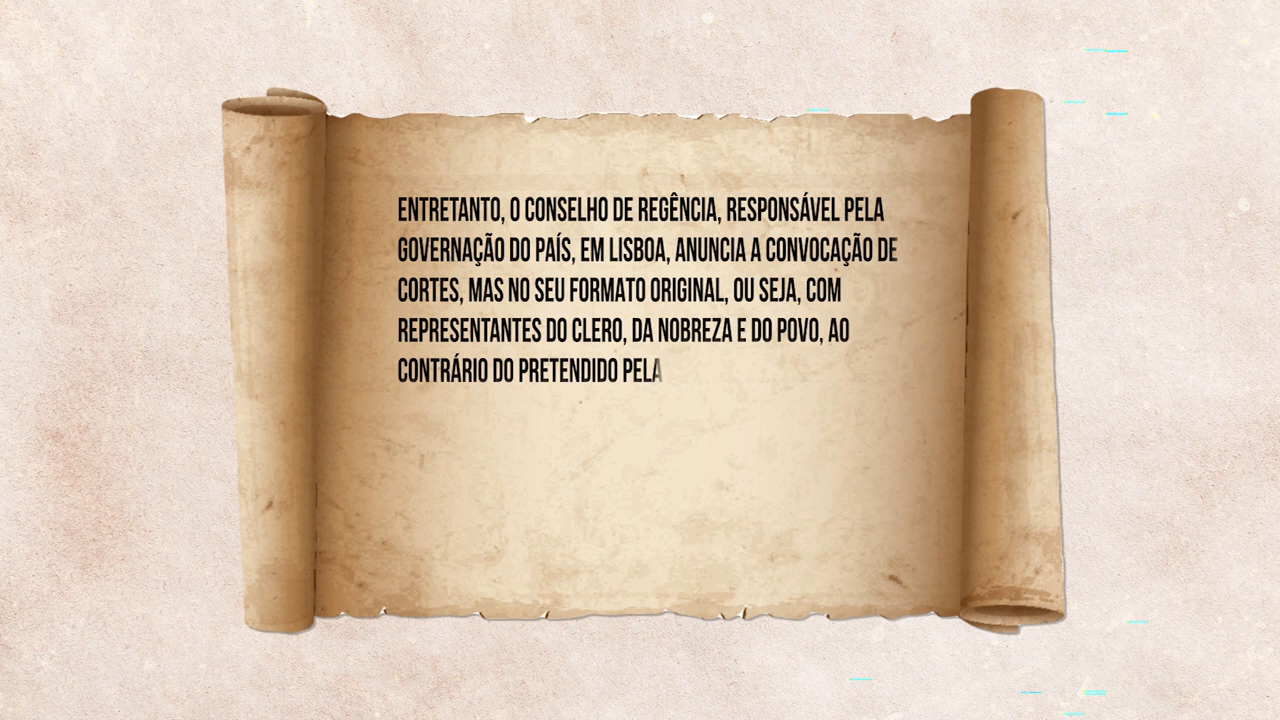 ENTRETANTO, O CONSELHO DE REGÊNCIA, RESPONSÁVEL PELA
GOVERNAÇÃO DO PAÍS, EM LISBOA, ANUNCIA A CONVOCAÇÃO DE
CORTES, MAS NO SEU FORMATO ORIGINAL, OU SEJA, COM
REPRESENTANTES DO CLERO, DA NOBREZA E DO POVO, AO
CONTRÁRIO DO PRETENDIDO PELA